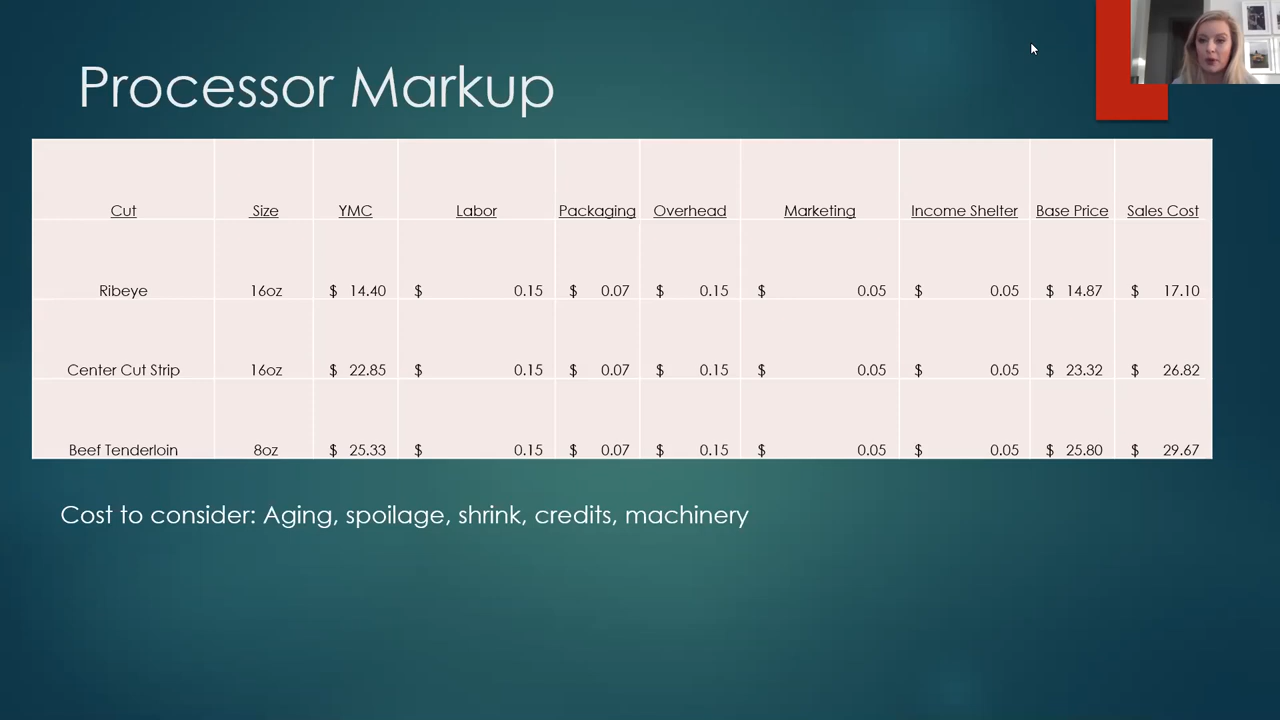 Processor Markup
Cut Size YMC Labor Packaging Overhead Marketing Income Shelter Base Price Sales Cost
Ribeye 16oz $ 14.40 $ 0.15 $ 0.07 $ 0.15 $ 0.05 $ 0.05 $ 14.87 $ 17.10
Center Cut Strip 16oz $ 22.85 $ 0.15 $ 0.07 $ 0.15 $ 0.05 $ 0.05 $ 23.32 $ 26.82
Beef Tenderloin 8oz $ 25.33 $ 0.15 $ 0.07 $ 0.15 $ 0.05 $ 0.05 $ 25.80 $ 29.67
Cost to consider: Aging, spoilage, shrink, credits, machinery